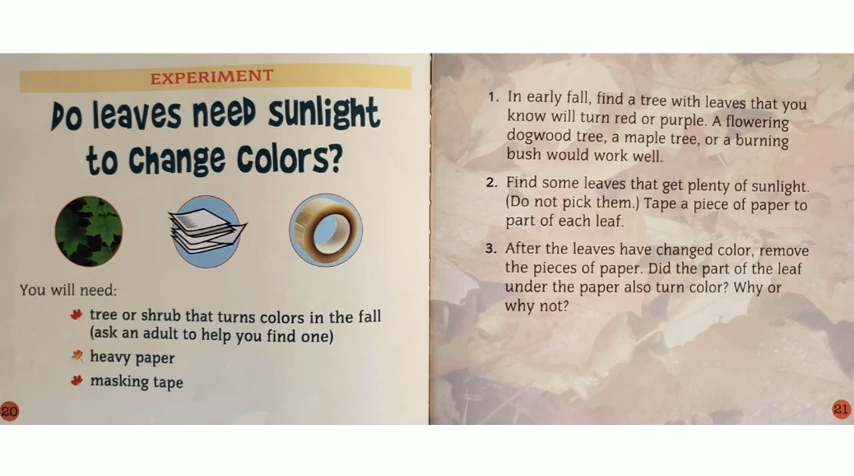 EXPERIMENT
Do leaves need sunlight
to change colors?
You will need:
tree or shrub that turns colors in the fall
(ask an adult to help you find one)
heavy paper
masking tape
20
1. In early fall, find a tree with leaves that you
know will turn red or purple. A flowering
dogwood tree, a maple tree, or a burning
bush would work well.
2. Find some leaves that get plenty of sunlight.
(Do not pick them.) Tape a piece of paper to
part of each leaf.
3. After the leaves have changed color, remove
the pieces of paper. Did the part of the leaf
under the paper also turn color? Why or
why not?
21